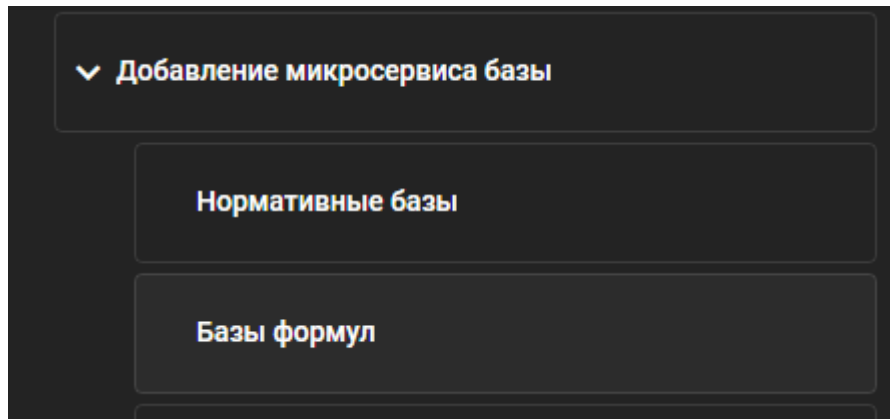 Добавление микросервиса базы
Нормативные базы
Базы формул